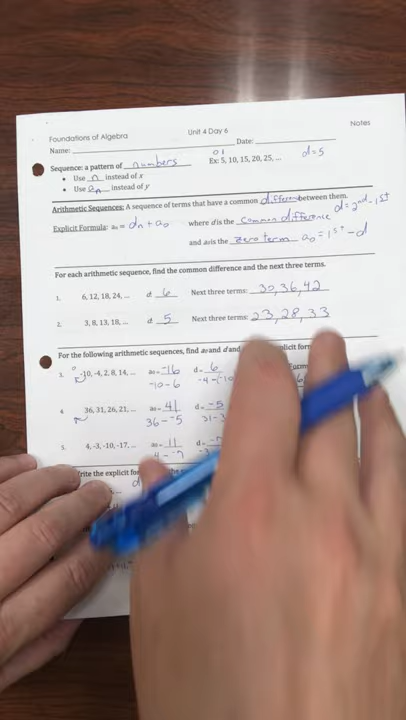 Foundations of Algebra Unit 4 Day 6 Notes
Name: Date:
Sequence: a pattern of numbers Ex: 5, 10, 15, 20, 25, ... d=5
• Use n instead of x
• Use aₙ instead of y
Arithmetic Sequences: A sequence of terms that have a common difference between them.
Explicit Formula: aₙ = dn + a₀ where d is the common difference d = 2nd - 1st
and a₀ is the zero term a₀ = 1st - d
For each arithmetic sequence, find the common difference and the next three terms.
1. 6, 12, 18, 24, ... d 6 Next three terms: 30, 36, 42
2. 3, 8, 13, 18, ... d 5 Next three terms: 23, 28, 33
For the following arithmetic sequences, find a₀ and d and
3. -10, -4, 2, 8, 14, ... a₀= -16 d= 6
-10 - 6
4. 36, 31, 26, 21, ... a₀= 41 d= -5
36 - -5
5. 4, -3, -10, -17, ... a₀= 11
4 - -7